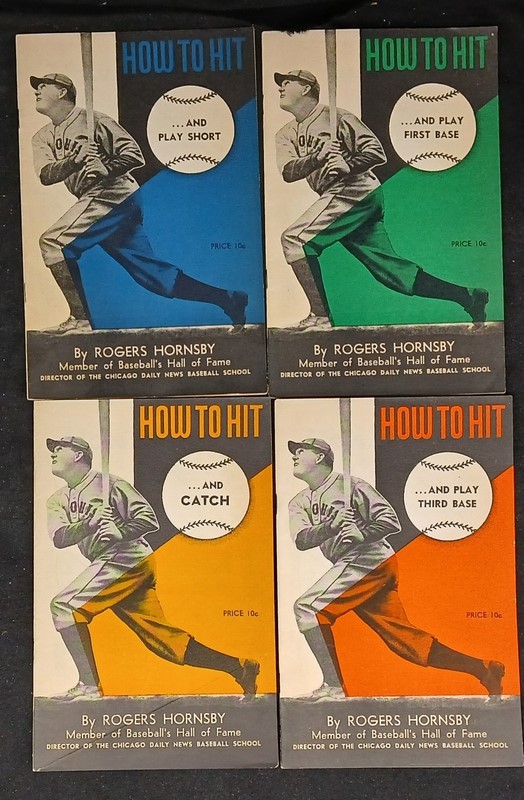 HOW TO HIT
...AND
PLAY SHORT
PRICE 10c
By ROGERS HORNSBY
Member of Baseball's Hall of Fame
DIRECTOR OF THE CHICAGO DAILY NEWS BASEBALL SCHOOL
HOW TO HIT
...AND PLAY
FIRST BASE
PRICE 10c
By ROGERS HORNSBY
Member of Baseball's Hall of Fame
DIRECTOR OF THE CHICAGO DAILY NEWS BASEBALL SCHOOL
HOW TO HIT
...AND
CATCH
PRICE 10c
By ROGERS HORNSBY
Member of Baseball's Hall of Fame
DIRECTOR OF THE CHICAGO DAILY NEWS BASEBALL SCHOOL
HOW TO HIT
...AND PLAY
THIRD BASE
PRICE 10c
By ROGERS HORNSBY
Member of Baseball's Hall of Fame
DIRECTOR OF THE CHICAGO DAILY NEWS BASEBALL SCHOOL